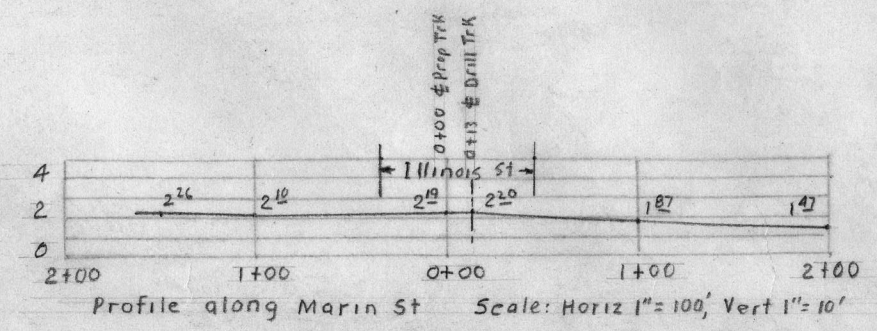 0+00 ℄ Prop Trk
0+13 ℄ Drill Trk
Illinois St
4
2
0
2²⁶ 2¹⁰ 2¹⁹ 2²⁰ 1⁸⁷ 1⁴⁷
2+00 1+00 0+00 1+00 2+00
Profile along Marin St Scale: Horiz 1"=100', Vert 1"=10'